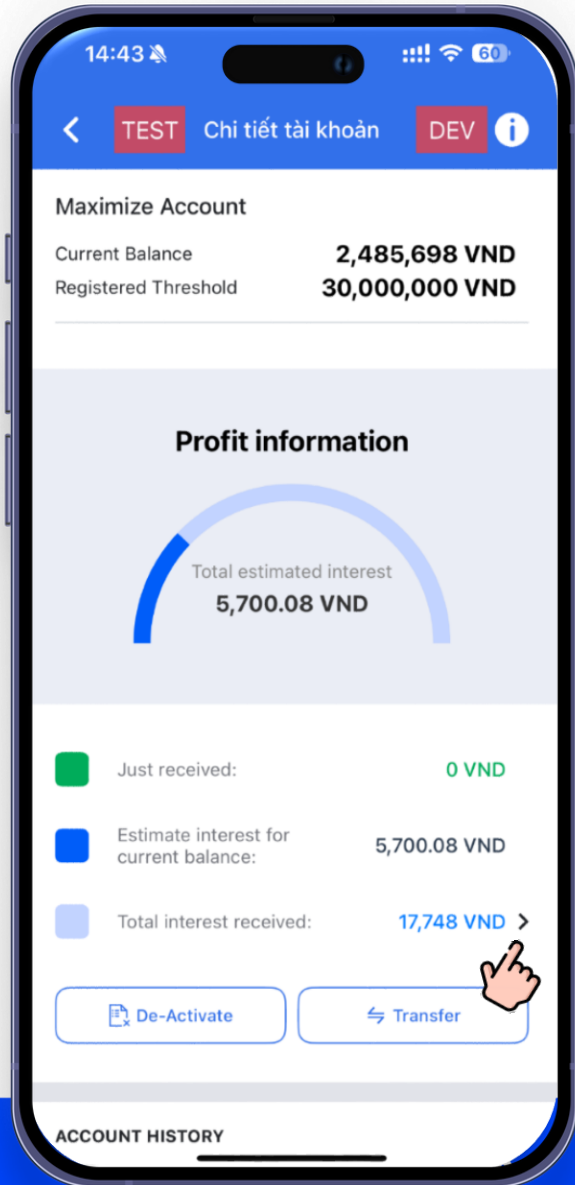 14:43 60
TEST Chi tiết tài khoản DEV
Maximize Account
Current Balance 2,485,698 VND
Registered Threshold 30,000,000 VND
Profit information
Total estimated interest
5,700.08 VND
Just received: 0 VND
Estimate interest for
current balance: 5,700.08 VND
Total interest received: 17,748 VND
De-Activate Transfer
ACCOUNT HISTORY